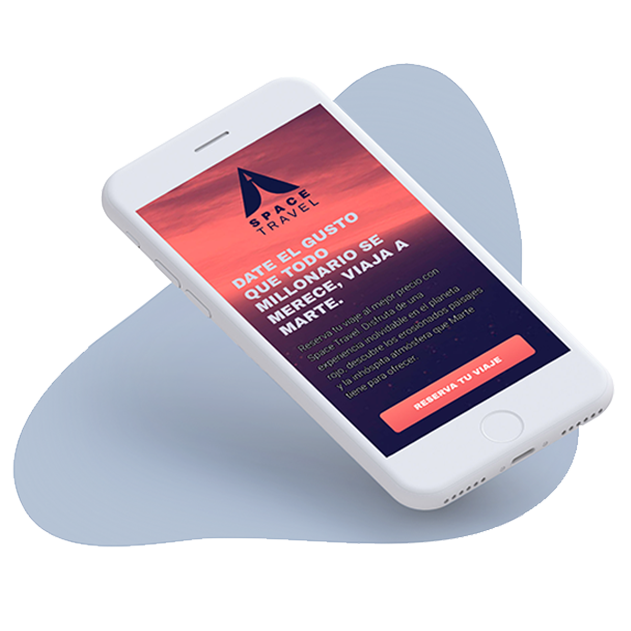 SPACE
TRAVEL
DATE EL GUSTO
QUE TODO
MILLONARIO SE
MERECE, VIAJA A
MARTE.
Reserva tu viaje al mejor precio con
Space Travel. Disfruta de una
experiencia inolvidable en el planeta
rojo, descubre los erosionados paisajes
y la inhóspita atmósfera que Marte
tiene para ofrecer.
RESERVA TU VIAJE